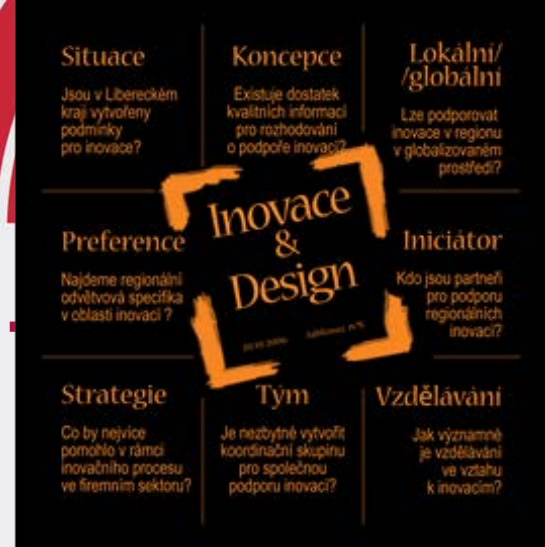 Situace
Jsou v Libereckém
kraji vytvořeny
podmínky
pro inovace?
Koncepce
Existuje dostatek
kvalitních informací
pro rozhodování
o podpoře inovací?
Lokální/
/globální
Lze podporovat
inovace v regionu
v globalizovaném
prostředí?
Preference
Najdeme regionální
odvětvová specifika
v oblasti inovací ?
Inovace
&
Design
Iniciátor
Kdo jsou partneři
pro podporu
regionálních
inovací?
Strategie
Co by nejvíce
pomohlo v rámci
inovačního procesu
ve firemním sektoru?
Tým
Je nezbytné vytvořit
koordinační skupinu
pro společnou
podporu inovací?
Vzdělávání
Jak významné
je vzdělávání
ve vztahu
k inovacím?